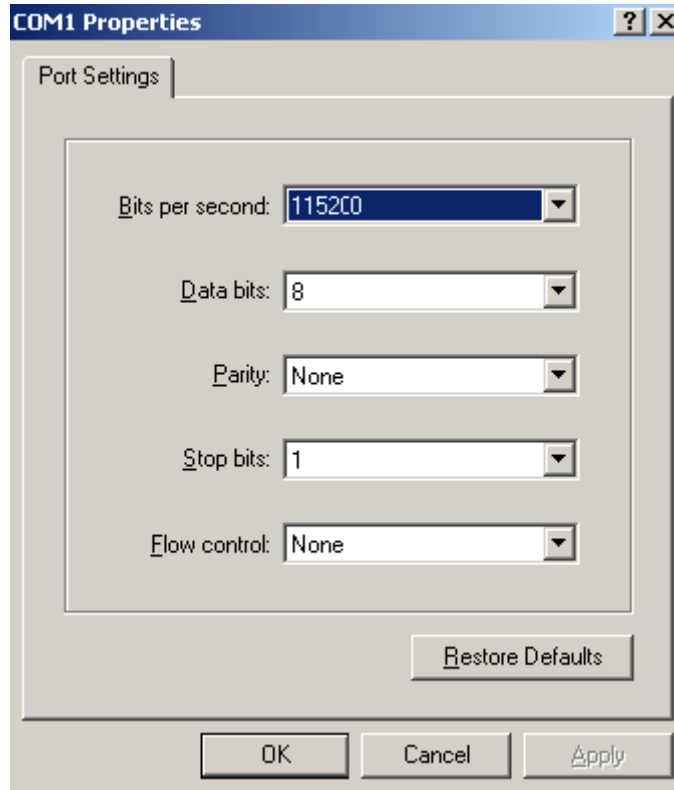 COM1 Properties
Port Settings
Bits per second: 115200
Data bits: 8
Parity: None
Stop bits: 1
Flow control: None
Restore Defaults
OK Cancel Apply